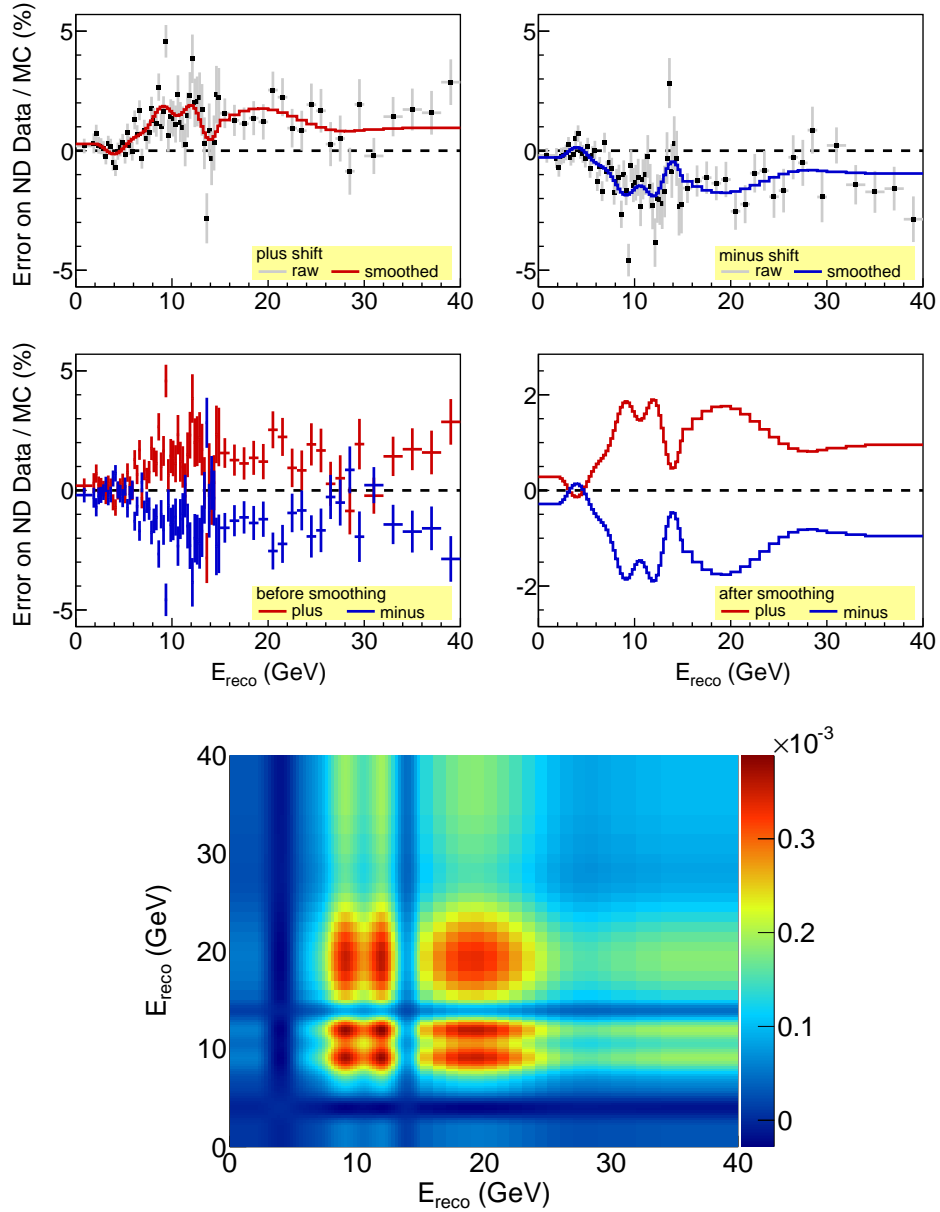 Error on ND Data / MC (%)
5
0
-5
plus shift
raw smoothed
0 10 20 30 40
5
0
-5
minus shift
raw smoothed
0 10 20 30 40
Error on ND Data / MC (%)
5
0
-5
before smoothing
plus minus
0 10 20 30 40
E_reco (GeV)
2
0
-2
after smoothing
plus minus
0 10 20 30 40
E_reco (GeV)
×10⁻³
E_reco (GeV)
40
30
20
10
0
0 10 20 30 40
E_reco (GeV)
0.3
0.2
0.1
0